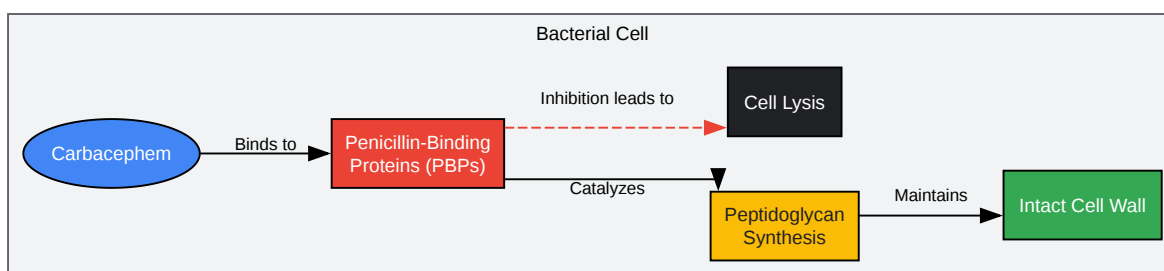 Bacterial Cell
Carbacephem
Binds to
Penicillin-Binding
Proteins (PBPs)
Inhibition leads to
Cell Lysis
Catalyzes
Peptidoglycan
Synthesis
Maintains
Intact Cell Wall